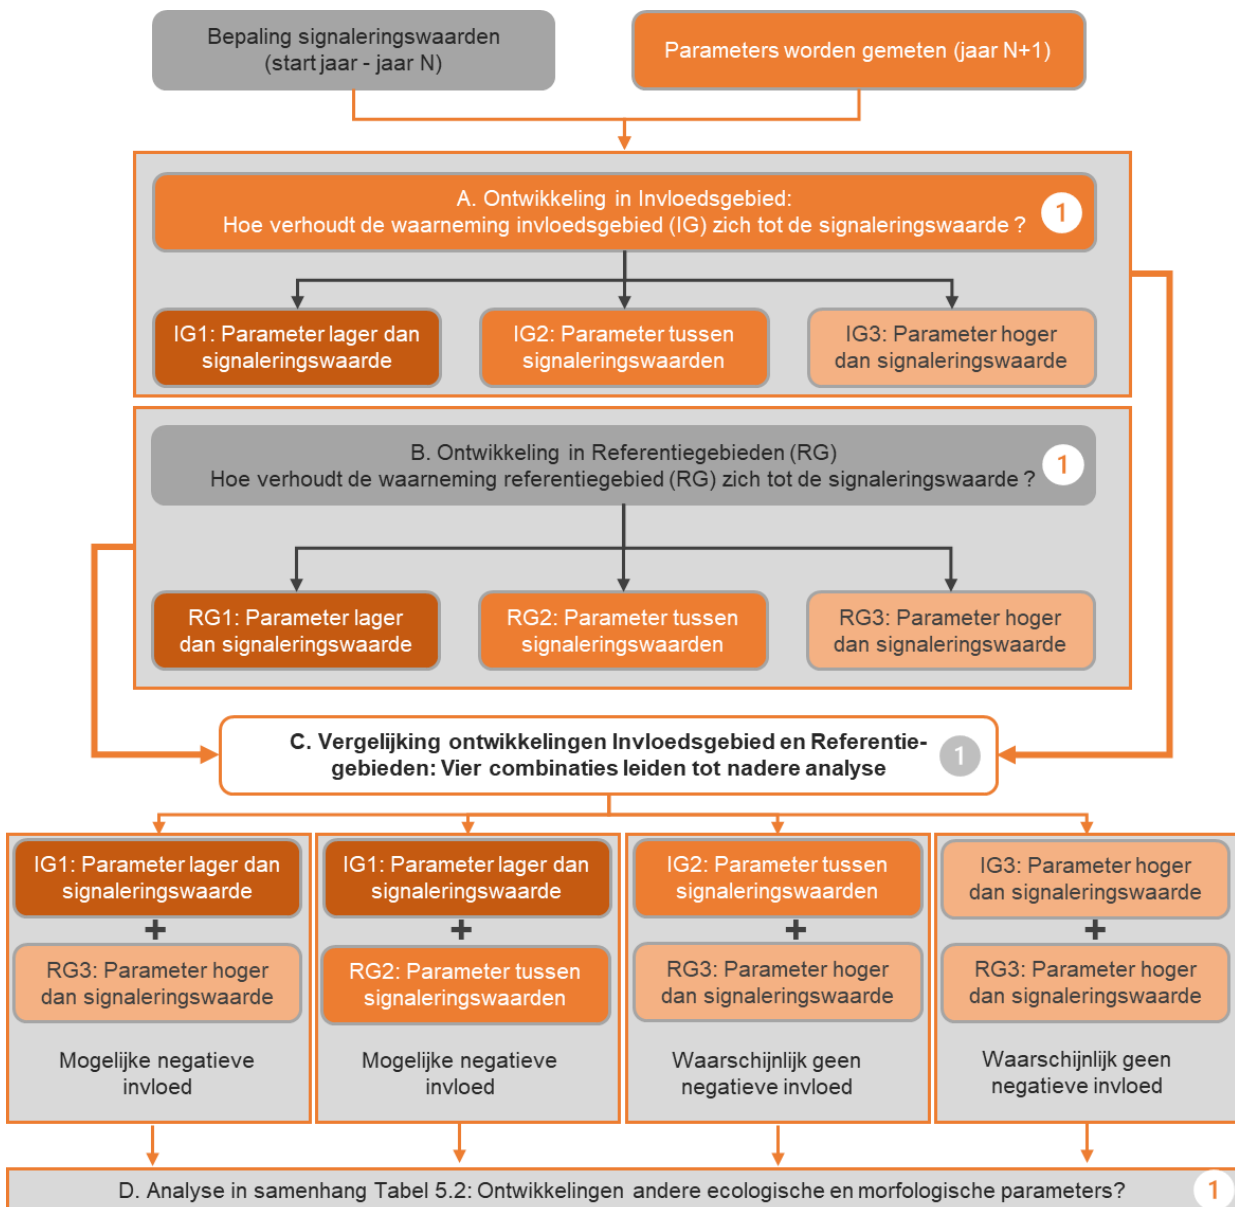 Bepaling signaleringswaarden
(start jaar - jaar N)
Parameters worden gemeten (jaar N+1)
A. Ontwikkeling in Invloedsgebied:
Hoe verhoudt de waarneming invloedsgebied (IG) zich tot de signaleringswaarde ?
1
IG1: Parameter lager dan
signaleringswaarde
IG2: Parameter tussen
signaleringswaarden
IG3: Parameter hoger
dan signaleringswaarde
B. Ontwikkeling in Referentiegebieden (RG)
Hoe verhoudt de waarneming referentiegebied (RG) zich tot de signaleringswaarde ?
1
RG1: Parameter lager
dan signaleringswaarde
RG2: Parameter tussen
signaleringswaarden
RG3: Parameter hoger
dan signaleringswaarde
C. Vergelijking ontwikkelingen Invloedsgebied en Referentie-
gebieden: Vier combinaties leiden tot nadere analyse
1
IG1: Parameter lager dan
signaleringswaarde
+
RG3: Parameter hoger
dan signaleringswaarde
Mogelijke negatieve
invloed
IG1: Parameter lager dan
signaleringswaarde
+
RG2: Parameter tussen
signaleringswaarden
Mogelijke negatieve
invloed
IG2: Parameter tussen
signaleringswaarden
+
RG3: Parameter hoger
dan signaleringswaarde
Waarschijnlijk geen
negatieve invloed
IG3: Parameter hoger
dan signaleringswaarde
+
RG3: Parameter hoger
dan signaleringswaarde
Waarschijnlijk geen
negatieve invloed
D. Analyse in samenhang Tabel 5.2: Ontwikkelingen andere ecologische en morfologische parameters?
1